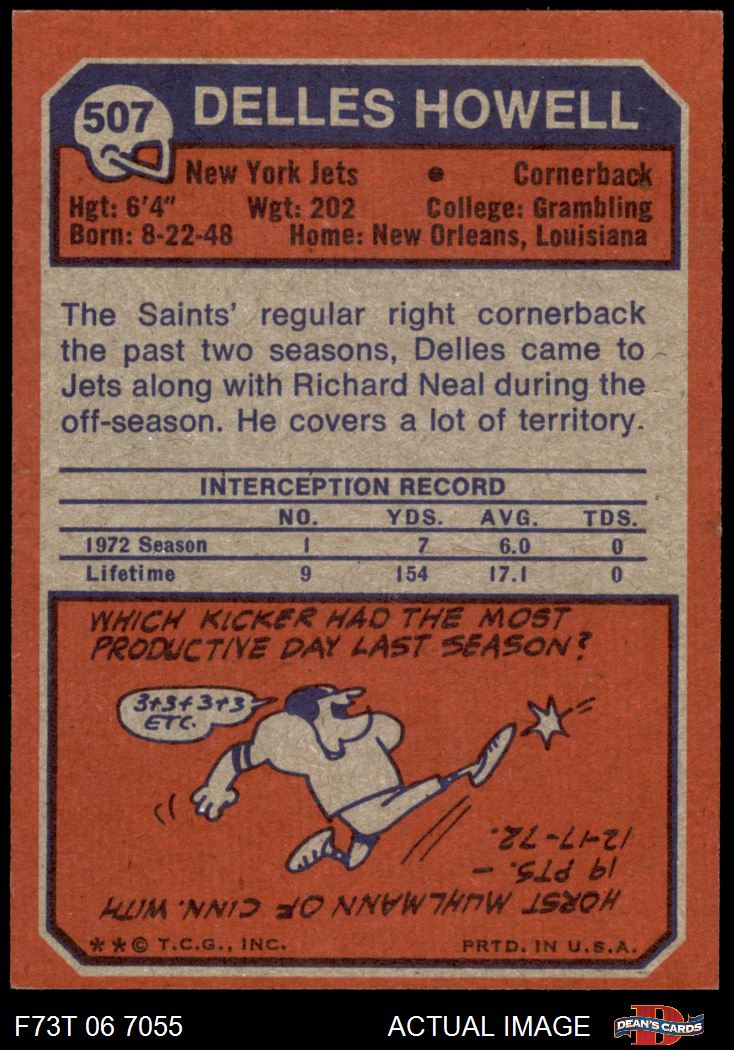 507
DELLES HOWELL
New York Jets • Cornerback
Hgt: 6'4" Wgt: 202 College: Grambling
Born: 8-22-48 Home: New Orleans, Louisiana
The Saints' regular right cornerback
the past two seasons, Delles came to
Jets along with Richard Neal during the
off-season. He covers a lot of territory.
INTERCEPTION RECORD
NO. YDS. AVG. TDS.
1972 Season 1 7 6.0 0
Lifetime 9 154 17.1 0
WHICH KICKER HAD THE MOST
PRODUCTIVE DAY LAST SEASON?
3+3+3+3
ETC.
HORST MUHLMANN OF CINN. WITH
19 PTS. –
12-17-72.
**© T.C.G., INC. PRTD. IN U.S.A.
F73T 06 7055 ACTUAL IMAGE
D
DEAN'S CARDS